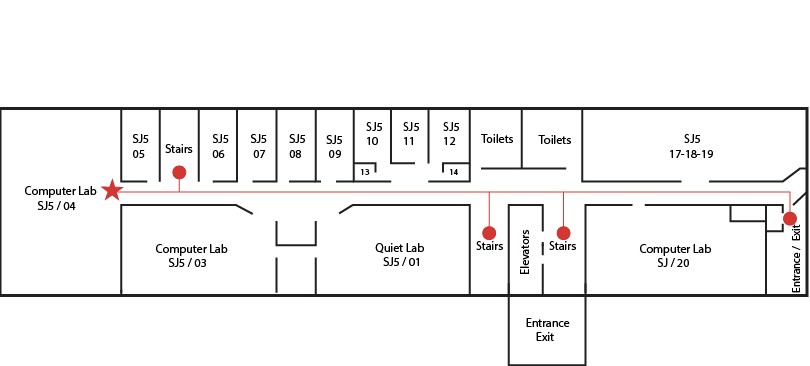 SJ5
05
Stairs
SJ5
06
SJ5
07
SJ5
08
SJ5
09
SJ5
10
13
SJ5
11
SJ5
12
14
Toilets
Toilets
SJ5
17-18-19
Computer Lab
SJ5 / 04
Computer Lab
SJ5 / 03
Quiet Lab
SJ5 / 01
Stairs
Elevators
Stairs
Computer Lab
SJ / 20
Entrance / Exit
Entrance
Exit